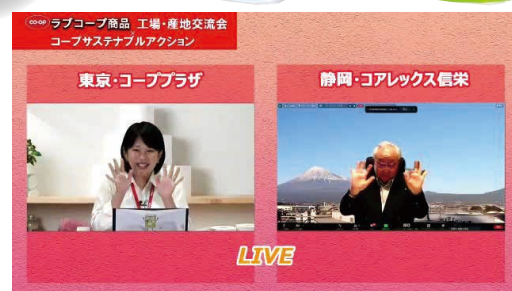 CO・OP ラブコープ商品 工場・産地交流会
コープサステナブルアクション
東京・コーププラザ
静岡・コアレックス信栄
LIVE